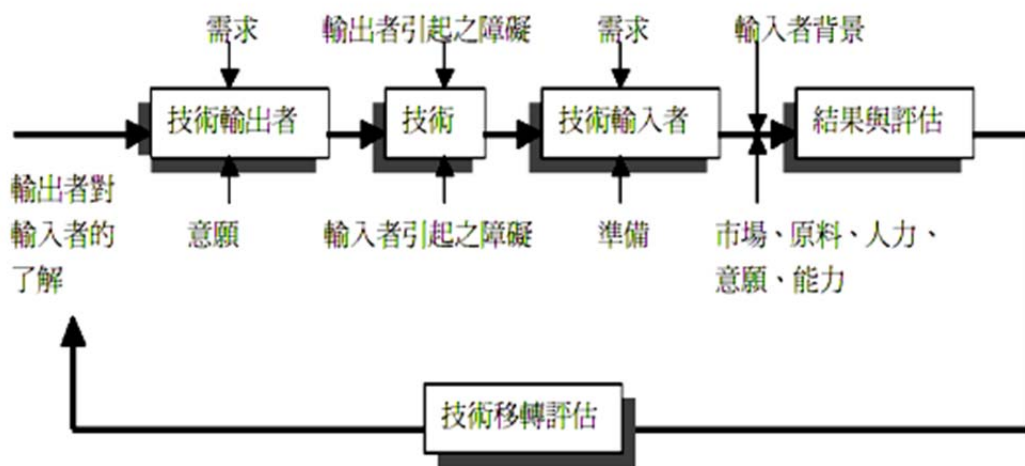 需求
輸出者引起之障礙
需求
輸入者背景
技術輸出者
技術
技術輸入者
結果與評估
輸出者對
輸入者的
了解
意願
輸入者引起之障礙
準備
市場、原料、人力、
意願、能力
技術移轉評估